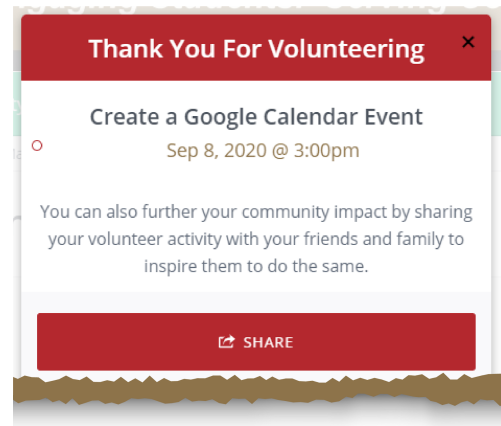 Thank You For Volunteering ×
Create a Google Calendar Event
Sep 8, 2020 @ 3:00pm
You can also further your community impact by sharing
your volunteer activity with your friends and family to
inspire them to do the same.
SHARE